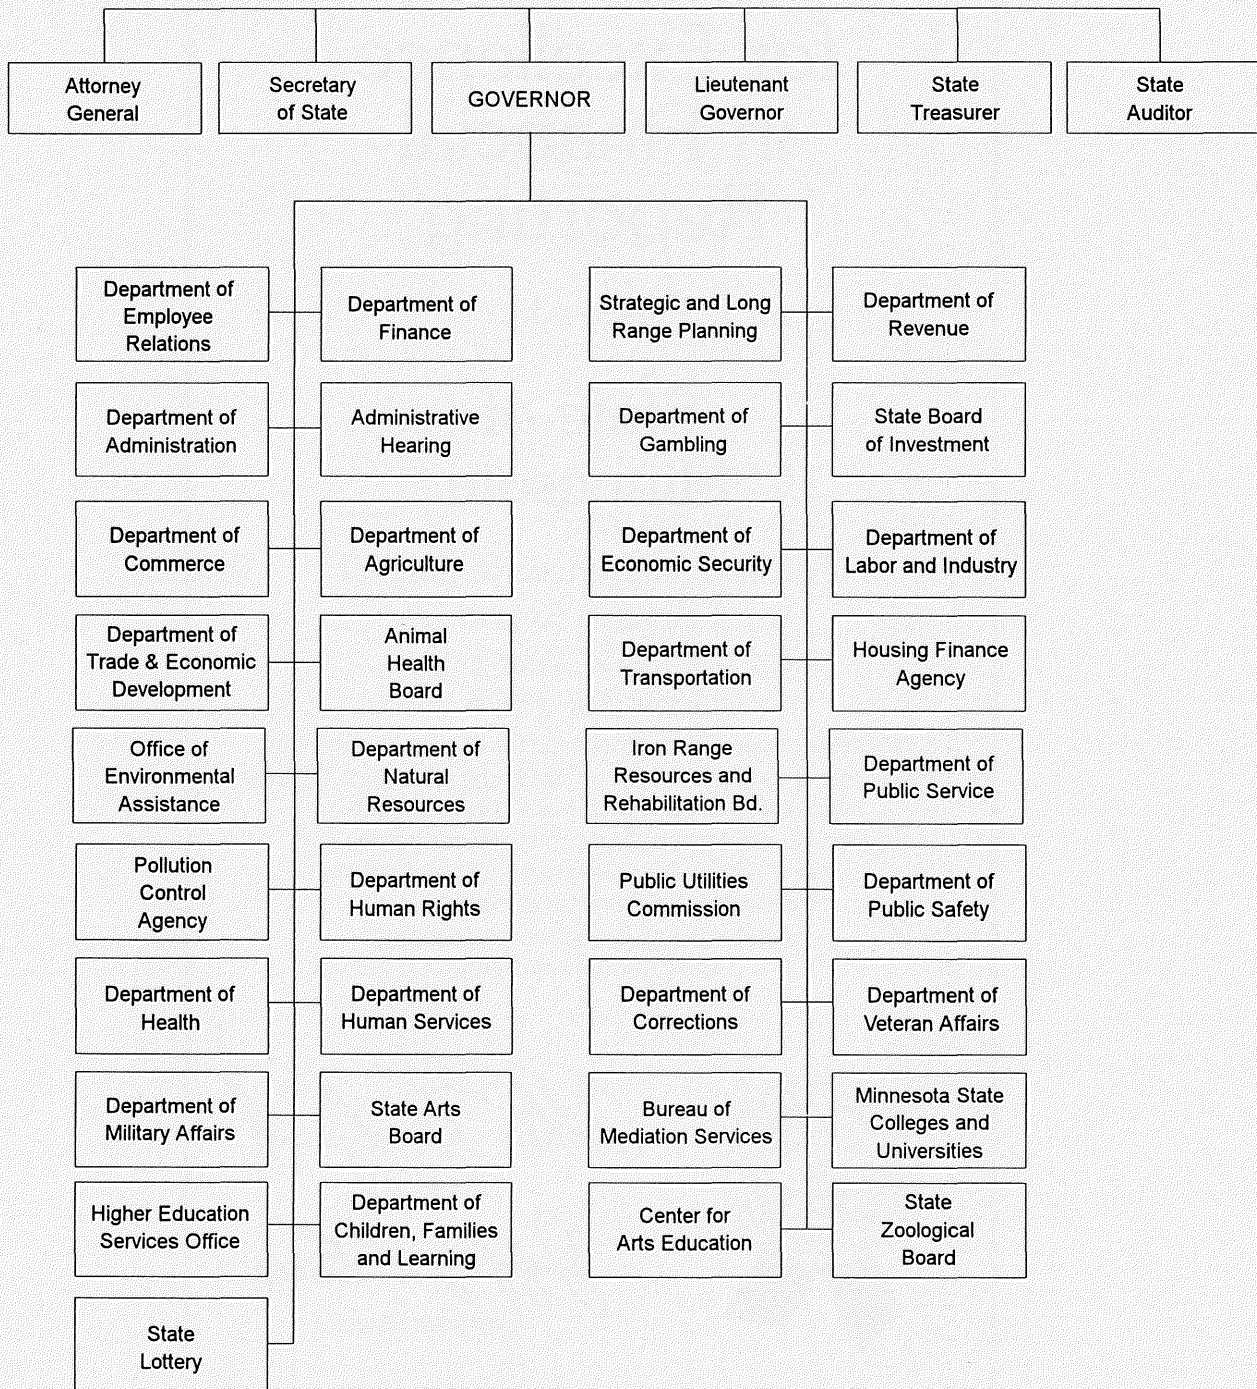 Attorney
General
Secretary
of State
GOVERNOR
Lieutenant
Governor
State
Treasurer
State
Auditor
Department of
Employee
Relations
Department of
Finance
Strategic and Long
Range Planning
Department of
Revenue
Department of
Administration
Administrative
Hearing
Department of
Gambling
State Board
of Investment
Department of
Commerce
Department of
Agriculture
Department of
Economic Security
Department of
Labor and Industry
Department of
Trade & Economic
Development
Animal
Health
Board
Department of
Transportation
Housing Finance
Agency
Office of
Environmental
Assistance
Department of
Natural
Resources
Iron Range
Resources and
Rehabilitation Bd.
Department of
Public Service
Pollution
Control
Agency
Department of
Human Rights
Public Utilities
Commission
Department of
Public Safety
Department of
Health
Department of
Human Services
Department of
Corrections
Department of
Veteran Affairs
Department of
Military Affairs
State Arts
Board
Bureau of
Mediation Services
Minnesota State
Colleges and
Universities
Higher Education
Services Office
Department of
Children, Families
and Learning
Center for
Arts Education
State
Zoological
Board
State
Lottery